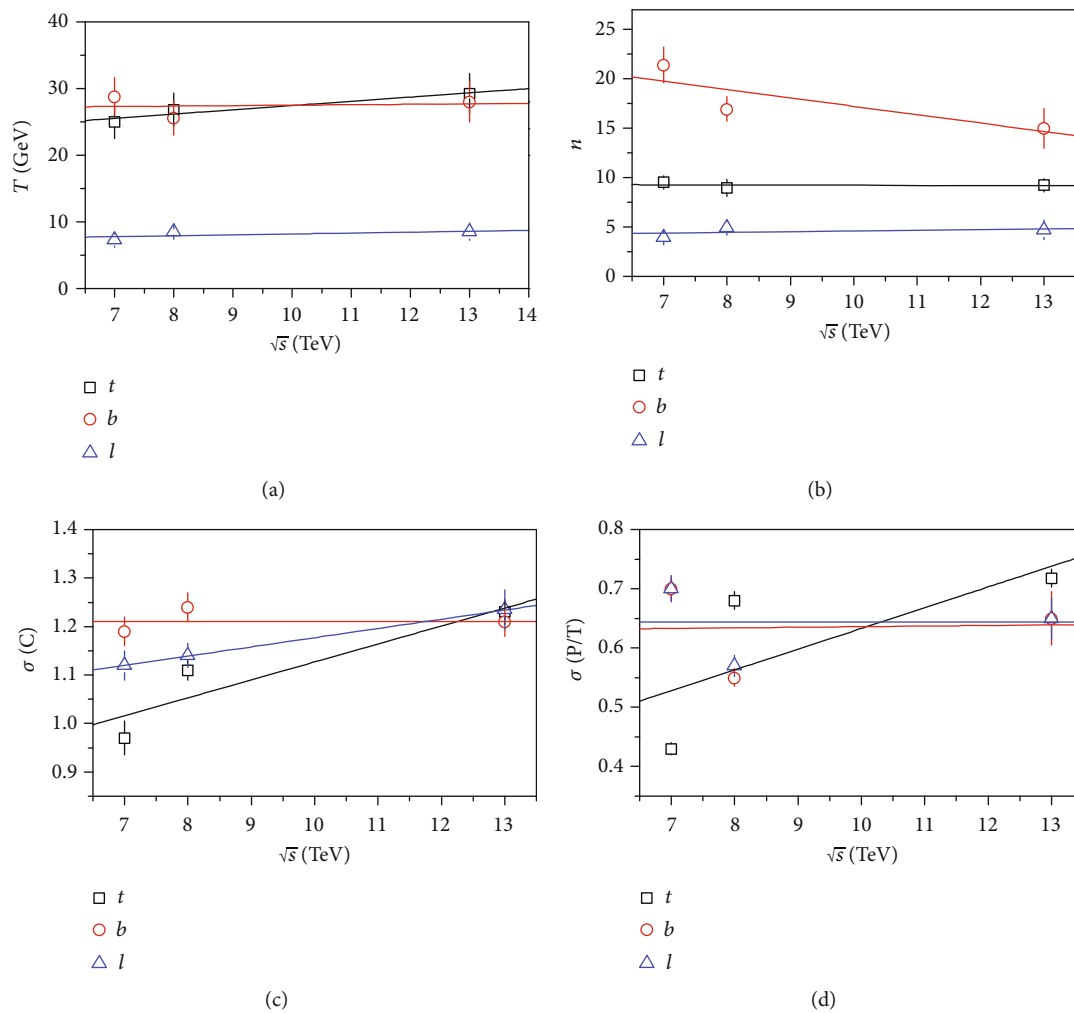 40
30
20
10
0
T (GeV)
7 8 9 10 11 12 13 14
√s (TeV)
t
b
l
(a)
25
20
15
10
5
0
n
7 8 9 10 11 12 13
√s (TeV)
t
b
l
(b)
1.4
1.3
1.2
1.1
1.0
0.9
σ (C)
7 8 9 10 11 12 13
√s (TeV)
t
b
l
(c)
0.8
0.7
0.6
0.5
0.4
σ (P/T)
7 8 9 10 11 12 13
√s (TeV)
t
b
l
(d)